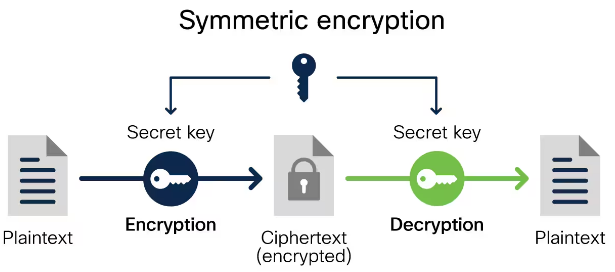 Symmetric encryption
Secret key
Secret key
Plaintext
Encryption
Ciphertext
(encrypted)
Decryption
Plaintext